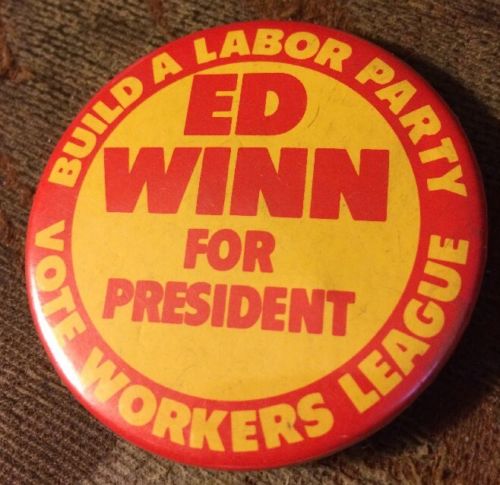 BUILD A LABOR PARTY
ED
WINN
FOR
PRESIDENT
VOTE WORKERS LEAGUE